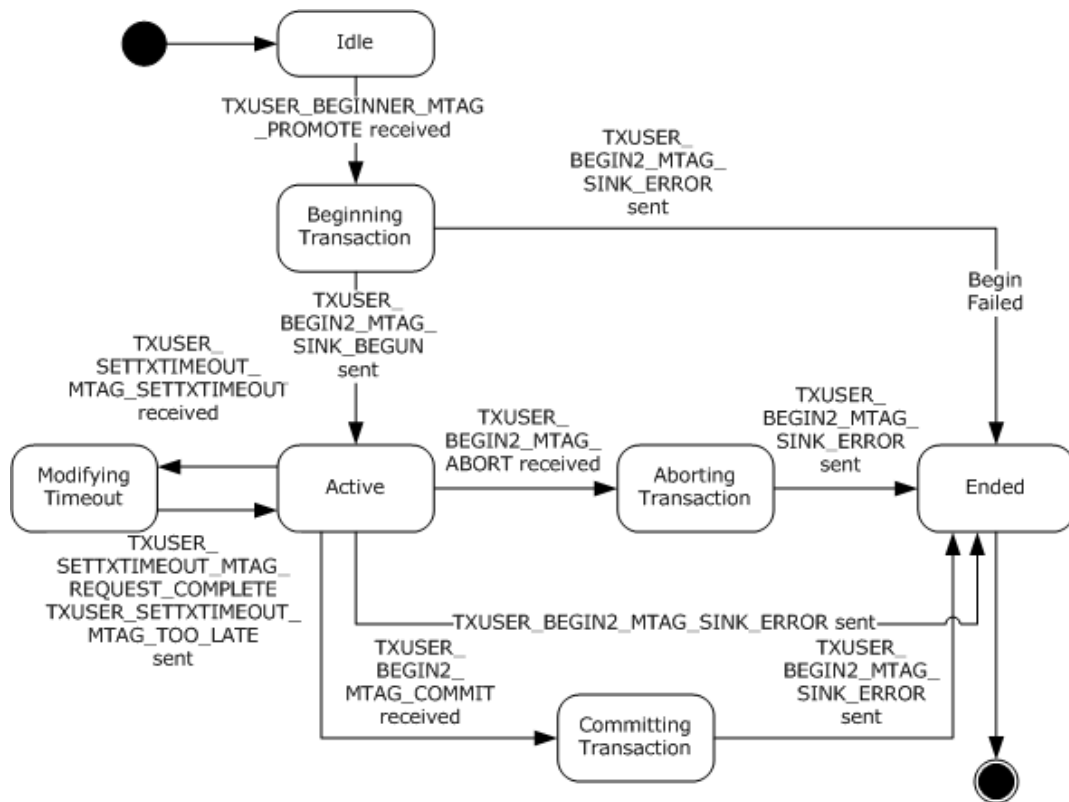 Idle
TXUSER_BEGINNER_MTAG
_PROMOTE received
TXUSER_
BEGIN2_MTAG_
SINK_ERROR
sent
Beginning
Transaction
Begin
Failed
TXUSER_
BEGIN2_MTAG_
SINK_BEGUN
sent
TXUSER_
SETTXTIMEOUT_
MTAG_SETTXTIMEOUT
received
TXUSER_
BEGIN2_MTAG_
ABORT received
TXUSER_
BEGIN2_MTAG_
SINK_ERROR
sent
Modifying
Timeout
Active
Aborting
Transaction
Ended
TXUSER_
SETTXTIMEOUT_MTAG_
REQUEST_COMPLETE
TXUSER_SETTXTIMEOUT_
MTAG_TOO_LATE
sent
TXUSER_BEGIN2_MTAG_SINK_ERROR sent
TXUSER_
BEGIN2_
MTAG_COMMIT
received
TXUSER_
BEGIN2_MTAG_
SINK_ERROR
sent
Committing
Transaction